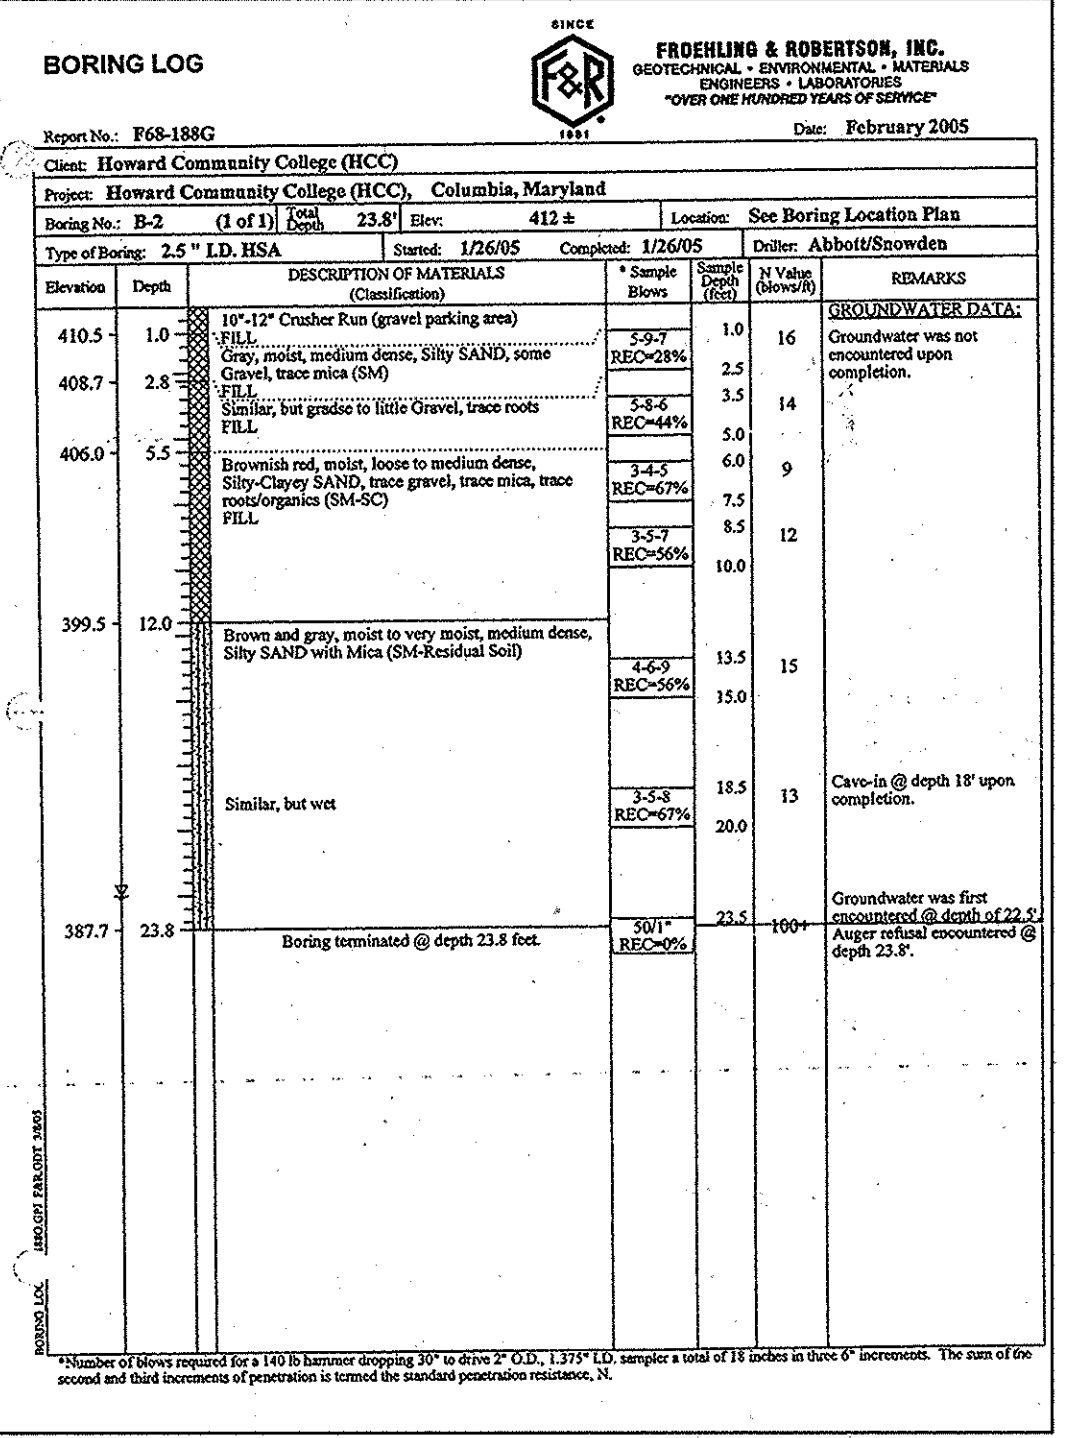 SINCE
BORING LOG
F&R
FROEHLING & ROBERTSON, INC.
GEOTECHNICAL • ENVIRONMENTAL • MATERIALS
ENGINEERS • LABORATORIES
"OVER ONE HUNDRED YEARS OF SERVICE"
1881
Report No.: F68-188G
Date: February 2005
Client: Howard Community College (HCC)
Project: Howard Community College (HCC), Columbia, Maryland
Boring No.: B-2 (1 of 1) Total Depth 23.8' Elev: 412 ± Location: See Boring Location Plan
Type of Boring: 2.5 " I.D. HSA Started: 1/26/05 Completed: 1/26/05 Driller: Abbott/Snowden
Elevation Depth DESCRIPTION OF MATERIALS (Classification) * Sample Blows Sample Depth (feet) N Value (blows/ft) REMARKS
10"-12" Crusher Run (gravel parking area)
GROUNDWATER DATA:
410.5 1.0 FILL 5-9-7 1.0 16 Groundwater was not
Gray, moist, medium dense, Silty SAND, some REC=28% encountered upon
Gravel, trace mica (SM) 2.5 completion.
408.7 2.8
FILL 3.5
Similar, but gradse to little Gravel, trace roots 5-8-6 14
FILL REC=44%
5.0
406.0 5.5
Brownish red, moist, loose to medium dense, 3-4-5 6.0 9
Silty-Clayey SAND, trace gravel, trace mica, trace REC=67%
roots/organics (SM-SC) 7.5
FILL
3-5-7 8.5 12
REC=56%
10.0
399.5 12.0
Brown and gray, moist to very moist, medium dense,
Silty SAND with Mica (SM-Residual Soil)
4-6-9 13.5 15
REC=56%
15.0
Similar, but wet 3-5-8 18.5 13 Cave-in @ depth 18' upon
REC=67% completion.
20.0
Groundwater was first
23.5 encountered @ depth of 22.5'.
387.7 23.8 50/1" 100+ Auger refusal encountered @
Boring terminated @ depth 23.8 feet. REC=0% depth 23.8'.
*Number of blows required for a 140 lb hammer dropping 30" to drive 2" O.D., 1.375" I.D. sampler a total of 18 inches in three 6" increments. The sum of the
second and third increments of penetration is termed the standard penetration resistance, N.
BORING LOG 3/8/05